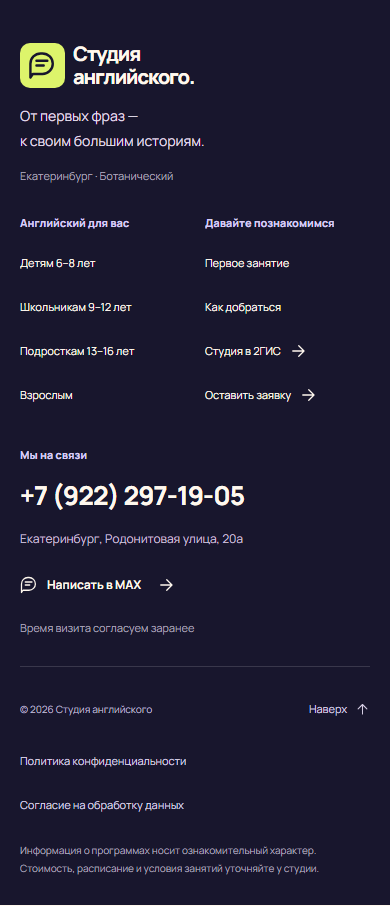 Студия
английского.
От первых фраз —
к своим большим историям.
Екатеринбург · Ботанический
Английский для вас
Детям 6–8 лет
Школьникам 9–12 лет
Подросткам 13–16 лет
Взрослым
Давайте познакомимся
Первое занятие
Как добраться
Студия в 2ГИС →
Оставить заявку →
Мы на связи
+7 (922) 297-19-05
Екатеринбург, Родонитовая улица, 20а
Написать в MAX →
Время визита согласуем заранее
© 2026 Студия английского
Наверх ↑
Политика конфиденциальности
Согласие на обработку данных
Информация о программах носит ознакомительный характер.
Стоимость, расписание и условия занятий уточняйте у студии.